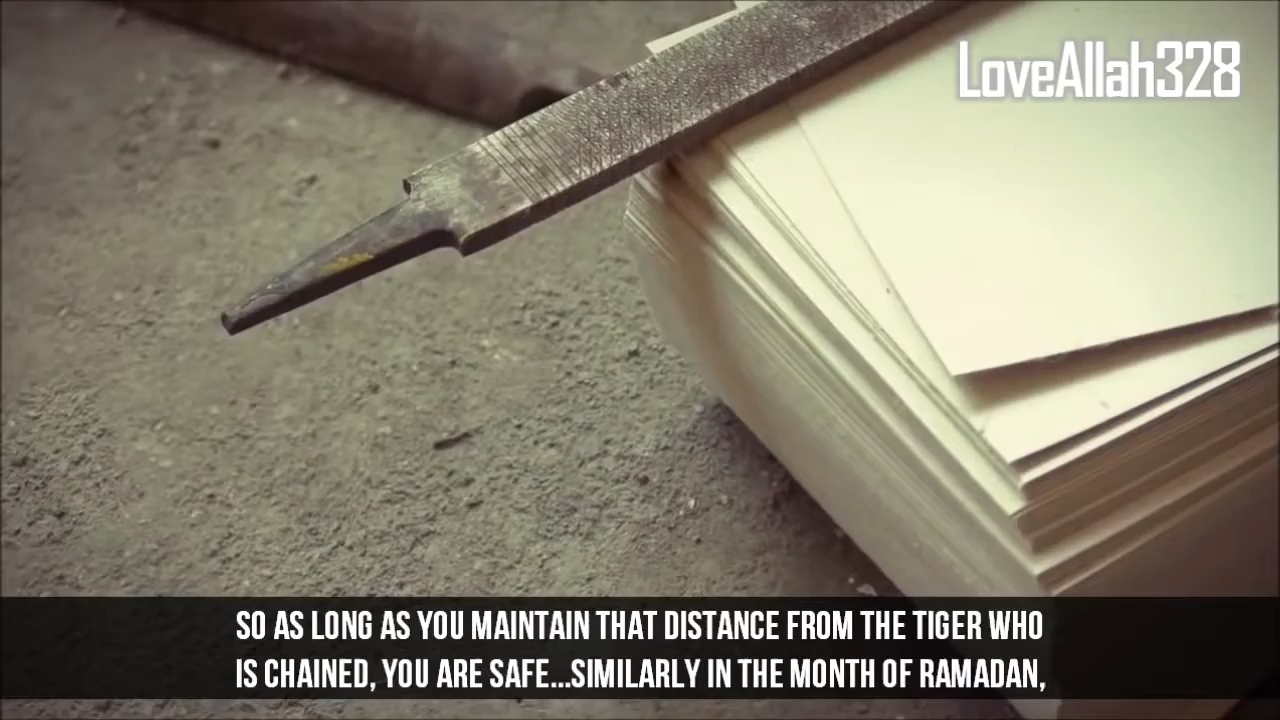 LoveAllah328
SO AS LONG AS YOU MAINTAIN THAT DISTANCE FROM THE TIGER WHO
IS CHAINED, YOU ARE SAFE...SIMILARLY IN THE MONTH OF RAMADAN,